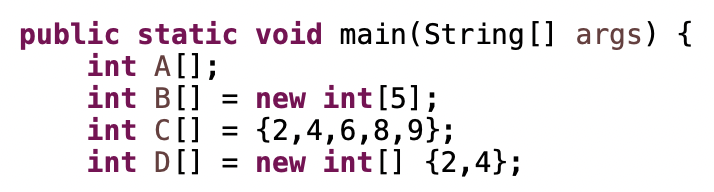 public static void main(String[] args) {
    int A[];
    int B[] = new int[5];
    int C[] = {2,4,6,8,9};
    int D[] = new int[] {2,4};